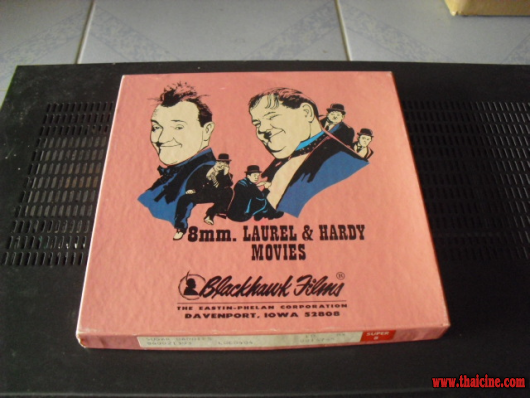 8mm. LAUREL & HARDY
MOVIES
Blackhawk Films®
THE EASTIN-PHELAN CORPORATION
DAVENPORT, IOWA 52808
SUPER
8
www.thaicine.com